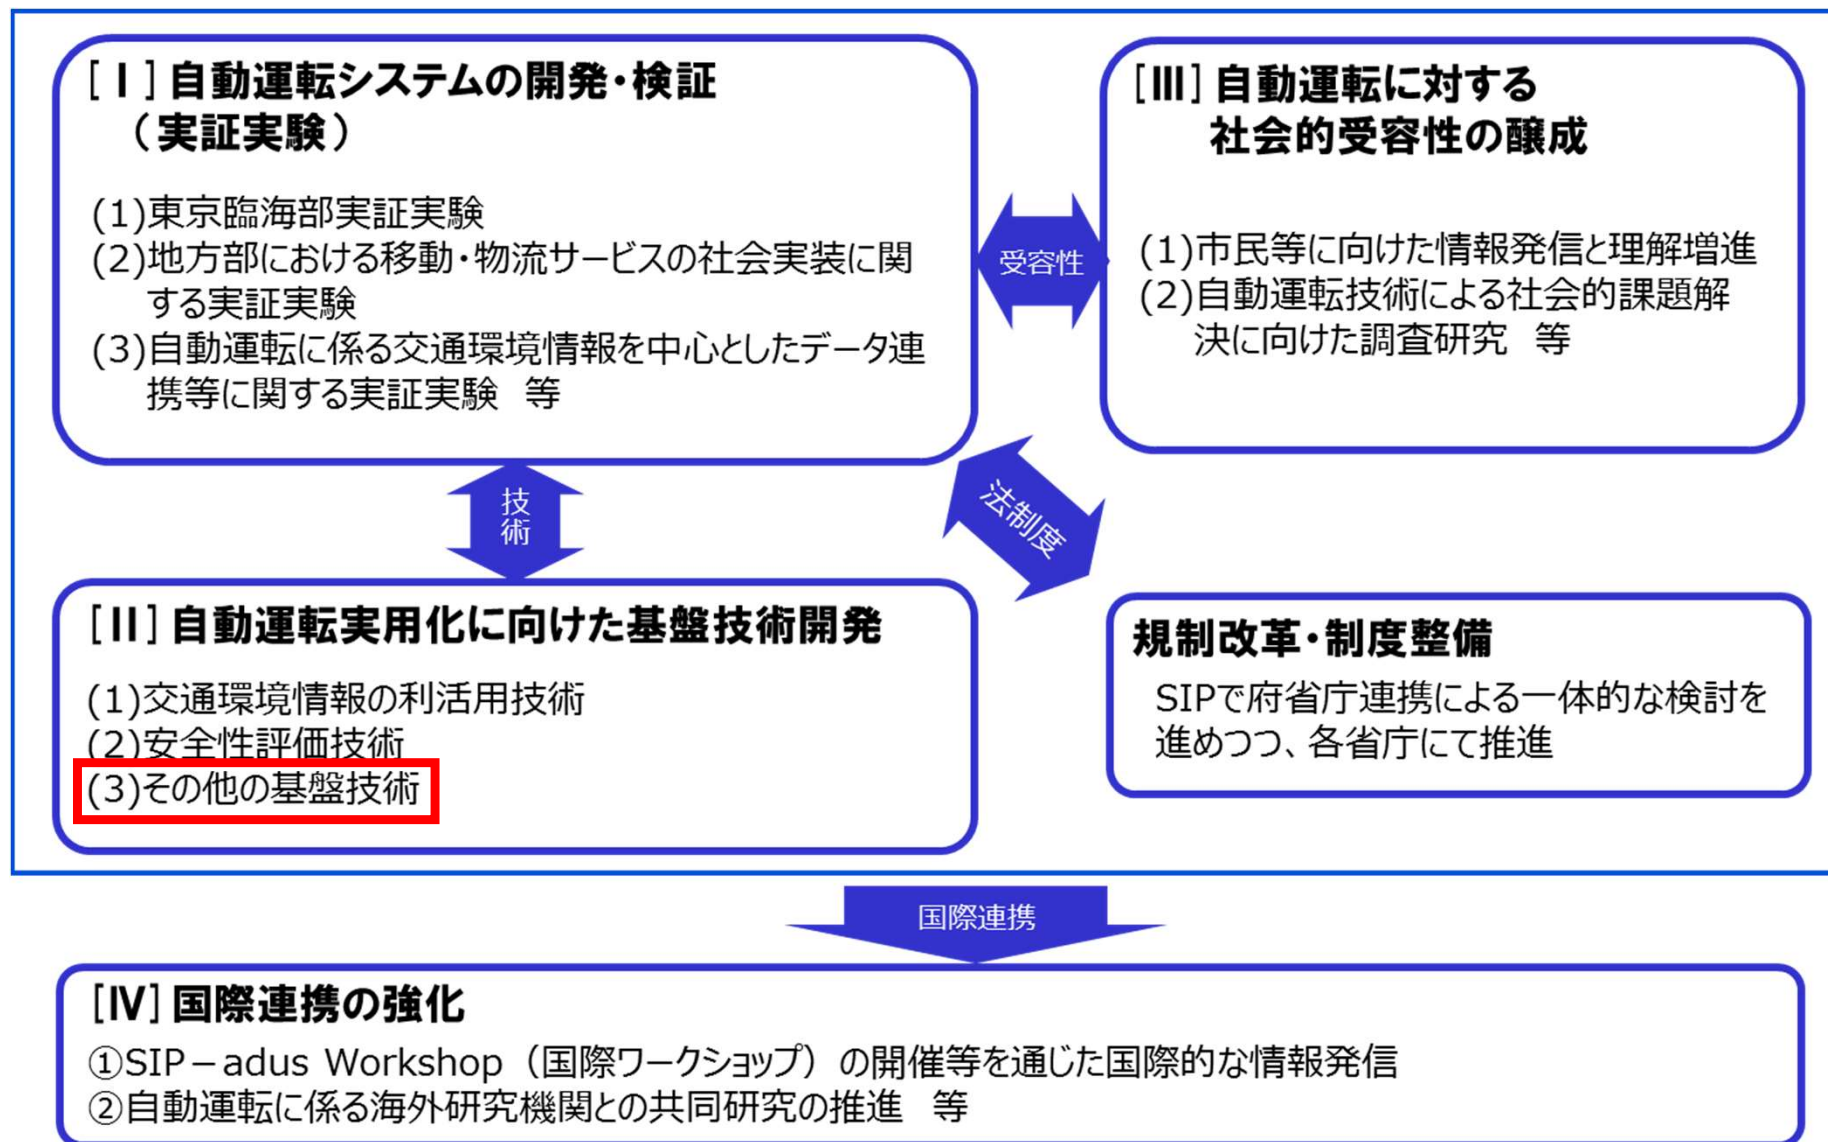 [Ⅰ]自動運転システムの開発・検証
（実証実験）
(1)東京臨海部実証実験
(2)地方部における移動・物流サービスの社会実装に関
する実証実験
(3)自動運転に係る交通環境情報を中心としたデータ連
携等に関する実証実験 等
受容性
[Ⅲ]自動運転に対する
社会的受容性の醸成
(1)市民等に向けた情報発信と理解増進
(2)自動運転技術による社会的課題解
決に向けた調査研究 等
技術
法制度
[Ⅱ]自動運転実用化に向けた基盤技術開発
(1)交通環境情報の利活用技術
(2)安全性評価技術
(3)その他の基盤技術
規制改革・制度整備
SIPで府省庁連携による一体的な検討を
進めつつ、各省庁にて推進
国際連携
[Ⅳ]国際連携の強化
①SIP－adus Workshop（国際ワークショップ）の開催等を通じた国際的な情報発信
②自動運転に係る海外研究機関との共同研究の推進 等